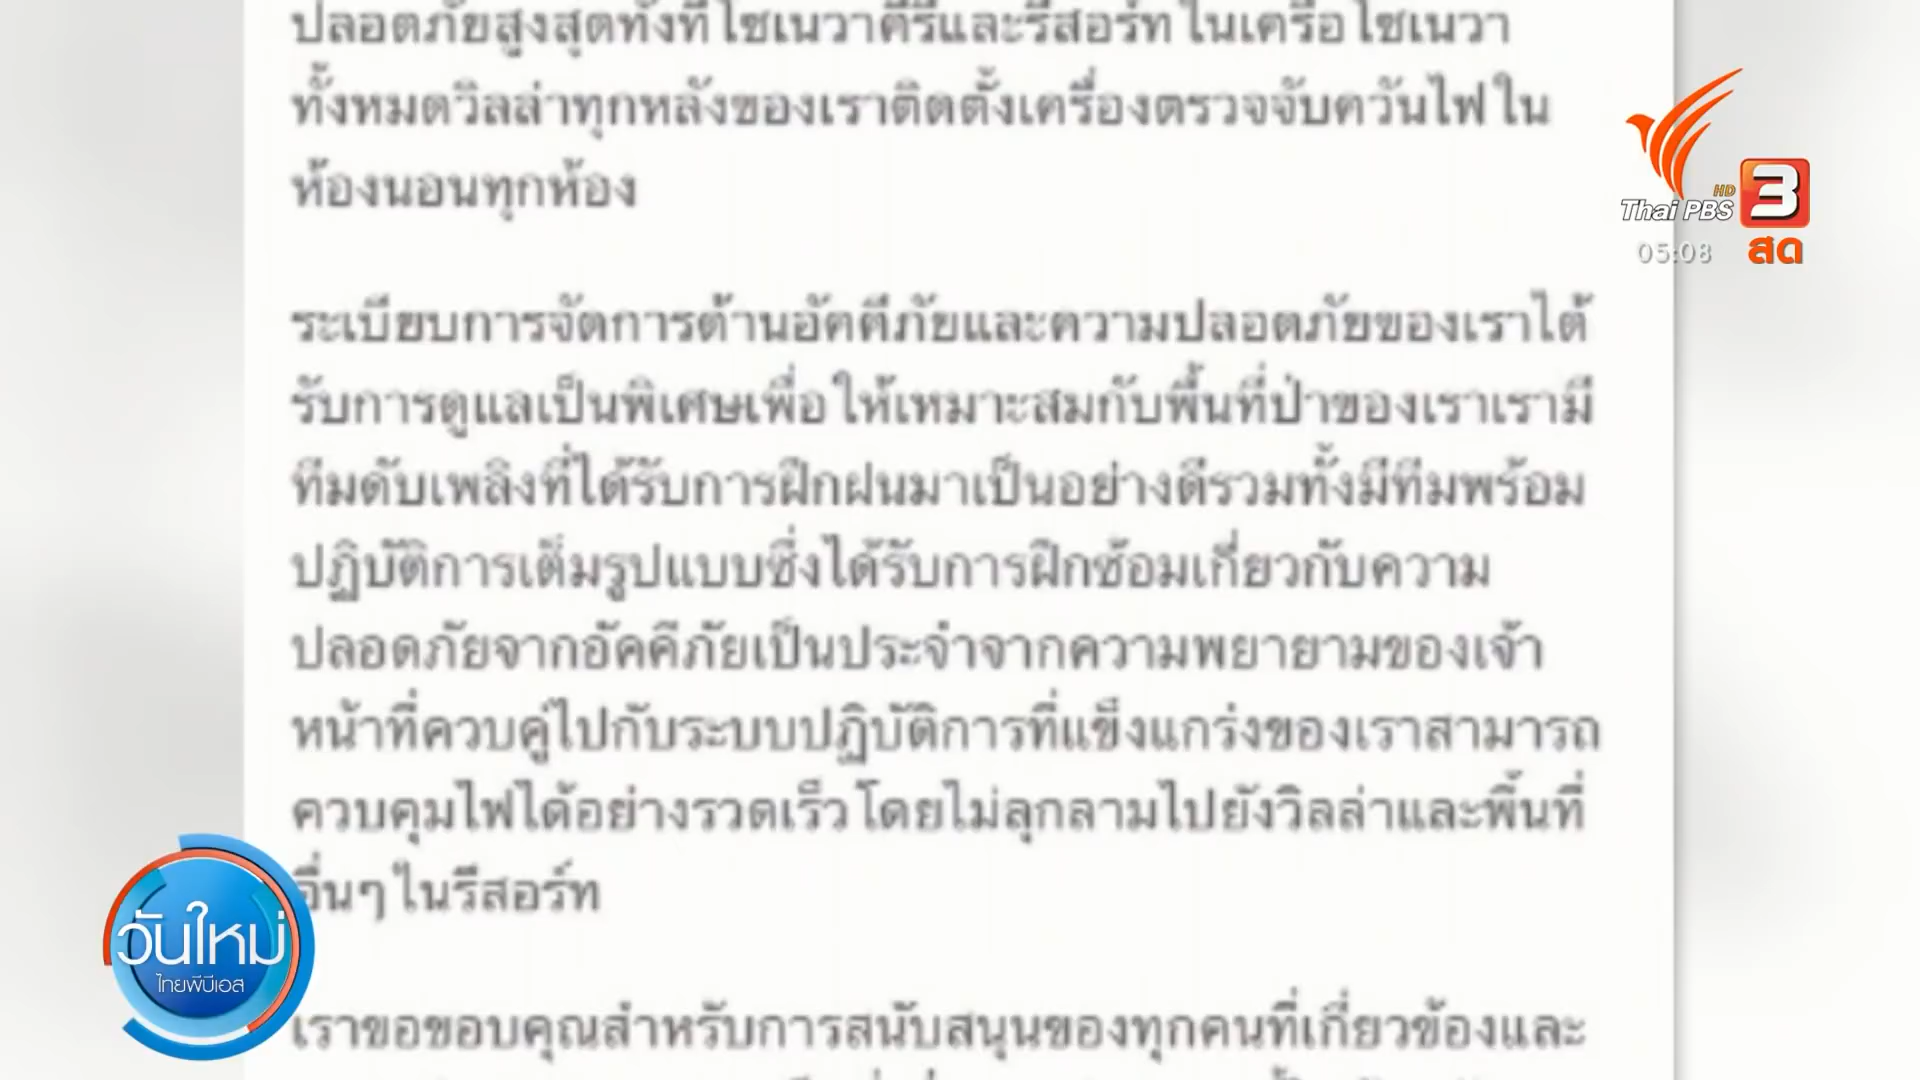 ปลอดภัยสูงสุดทั้งที่โซเนวาคีรีและรีสอร์ทในเครือโซเนวา
ทั้งหมดวิลล่าทุกหลังของเราติดตั้งเครื่องตรวจจับควันไฟใน
ห้องนอนทุกห้อง
ระเบียบการจัดการด้านอัคคีภัยและความปลอดภัยของเราได้
รับการดูแลเป็นพิเศษเพื่อให้เหมาะสมกับพื้นที่ป่าของเราเรามี
ทีมดับเพลิงที่ได้รับการฝึกฝนมาเป็นอย่างดีรวมทั้งมีทีมพร้อม
ปฏิบัติการเต็มรูปแบบซึ่งได้รับการฝึกซ้อมเกี่ยวกับความ
ปลอดภัยจากอัคคีภัยเป็นประจำจากความพยายามของเจ้า
หน้าที่ควบคู่ไปกับระบบปฏิบัติการที่แข็งแกร่งของเราสามารถ
ควบคุมไฟได้อย่างรวดเร็วโดยไม่ลุกลามไปยังวิลล่าและพื้นที่
อื่นๆ ในรีสอร์ท
เราขอขอบคุณสำหรับการสนับสนุนของทุกคนที่เกี่ยวข้องและ
HD
Thai PBS 3
05:08 สด
วันใหม่
ไทยพีบีเอส